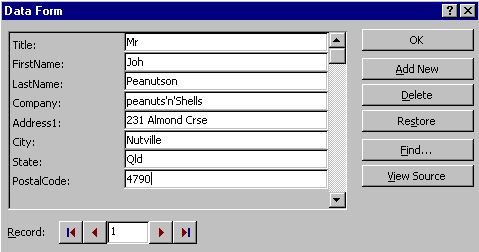 Data Form
Title: Mr
FirstName: Joh
LastName: Peanutson
Company: peanuts'n'Shells
Address1: 231 Almond Crse
City: Nutville
State: Qld
PostalCode: 4790
OK
Add New
Delete
Restore
Find...
View Source
Record: 1